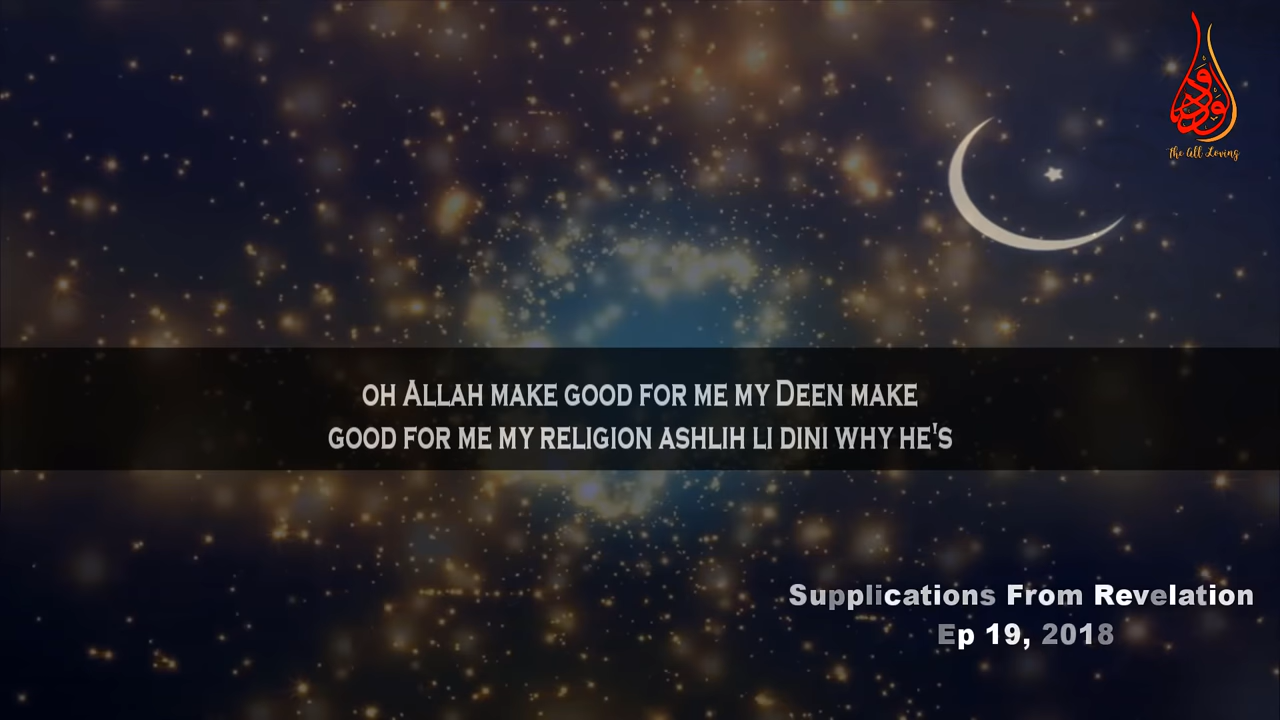 الودود
The All Loving
OH ALLAH MAKE GOOD FOR ME MY DEEN MAKE
GOOD FOR ME MY RELIGION ASHLIH LI DINI WHY HE'S
Supplications From Revelation
Ep 19, 2018